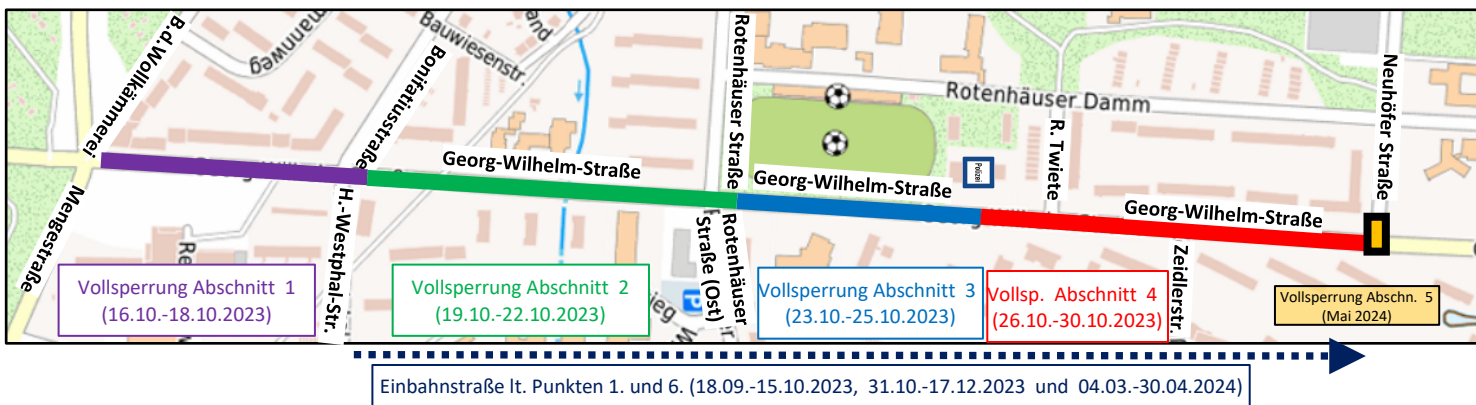 B.d.Wollkämmerei
Bauwiesenstr.
Bonifatiusstraße
Rotenhäuser Straße
Rotenhäuser Damm
R. Twiete
Neuhöfer Straße
Polizei
Georg-Wilhelm-Straße
Georg-Wilhelm-Straße
Georg-Wilhelm-Straße
Mengestraße
H.-Westphal-Str.
Rotenhäuser
Straße (Ost)
Zeidlerstr.
Vollsperrung Abschnitt 1
(16.10.-18.10.2023)
Vollsperrung Abschnitt 2
(19.10.-22.10.2023)
Vollsperrung Abschnitt 3
(23.10.-25.10.2023)
Vollsp. Abschnitt 4
(26.10.-30.10.2023)
Vollsperrung Abschn. 5
(Mai 2024)
P
Einbahnstraße lt. Punkten 1. und 6. (18.09.-15.10.2023, 31.10.-17.12.2023 und 04.03.-30.04.2024)